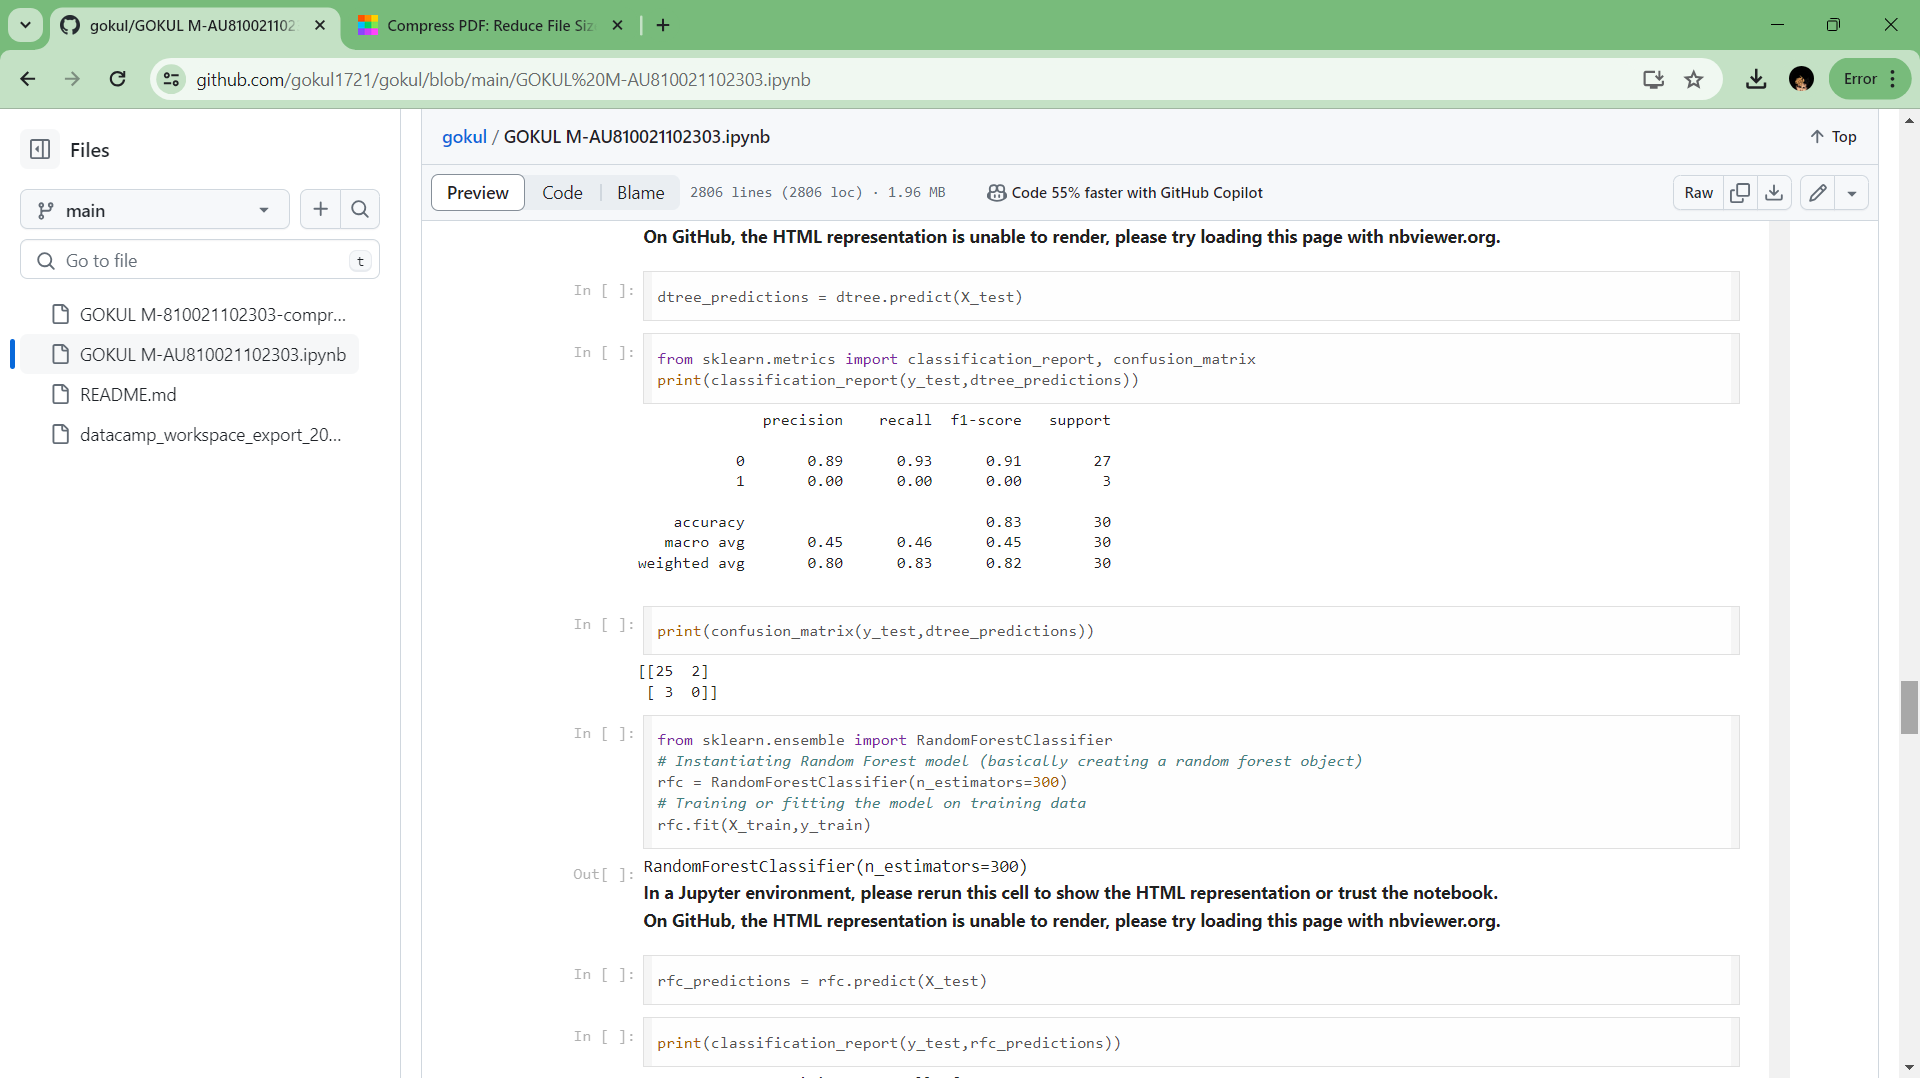 gokul/GOKUL M-AU810021102
Compress PDF: Reduce File Siz
github.com/gokul1721/gokul/blob/main/GOKUL%20M-AU810021102303.ipynb
Error
Files
main
Go to file
t
GOKUL M-810021102303-compr...
GOKUL M-AU810021102303.ipynb
README.md
datacamp_workspace_export_20...
gokul / GOKUL M-AU810021102303.ipynb
Top
Preview Code Blame 2806 lines (2806 loc) · 1.96 MB Code 55% faster with GitHub Copilot Raw
On GitHub, the HTML representation is unable to render, please try loading this page with nbviewer.org.
In [ ]: dtree_predictions = dtree.predict(X_test)
In [ ]: from sklearn.metrics import classification_report, confusion_matrix
print(classification_report(y_test,dtree_predictions))
precision recall f1-score support
0 0.89 0.93 0.91 27
1 0.00 0.00 0.00 3
accuracy 0.83 30
macro avg 0.45 0.46 0.45 30
weighted avg 0.80 0.83 0.82 30
In [ ]: print(confusion_matrix(y_test,dtree_predictions))
[[25 2]
[ 3 0]]
In [ ]: from sklearn.ensemble import RandomForestClassifier
# Instantiating Random Forest model (basically creating a random forest object)
rfc = RandomForestClassifier(n_estimators=300)
# Training or fitting the model on training data
rfc.fit(X_train,y_train)
Out[ ]: RandomForestClassifier(n_estimators=300)
In a Jupyter environment, please rerun this cell to show the HTML representation or trust the notebook.
On GitHub, the HTML representation is unable to render, please try loading this page with nbviewer.org.
In [ ]: rfc_predictions = rfc.predict(X_test)
In [ ]: print(classification_report(y_test,rfc_predictions))